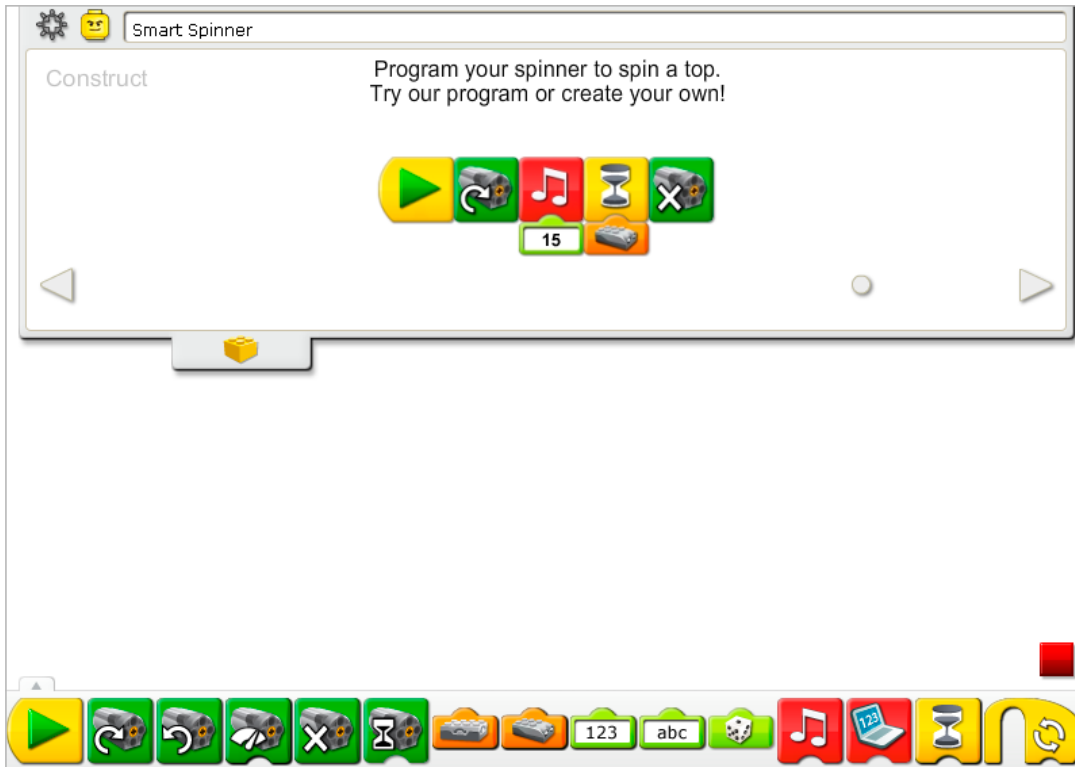 Smart Spinner
Construct
Program your spinner to spin a top.
Try our program or create your own!
15
123
abc
123